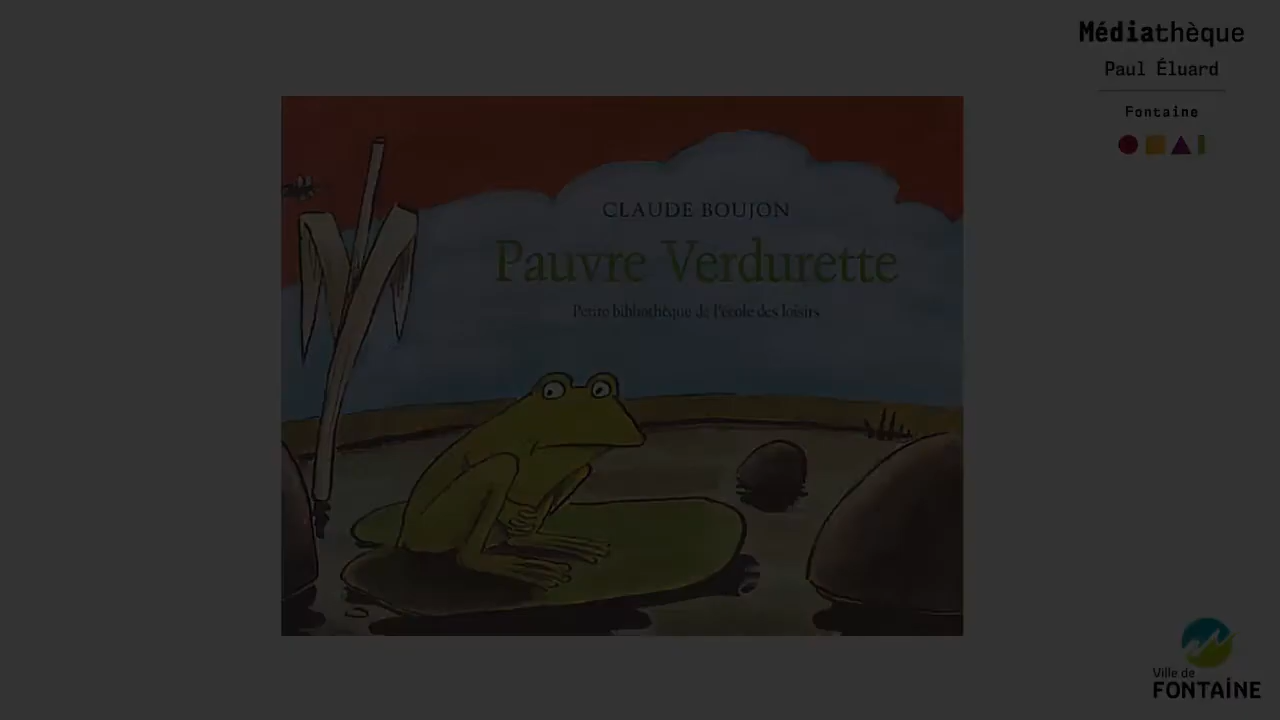 Médiathèque
Paul Éluard
Fontaine
CLAUDE BOUJON
Pauvre Verdurette
Petite bibliothèque de l'école des loisirs
Ville de
FONTAINE